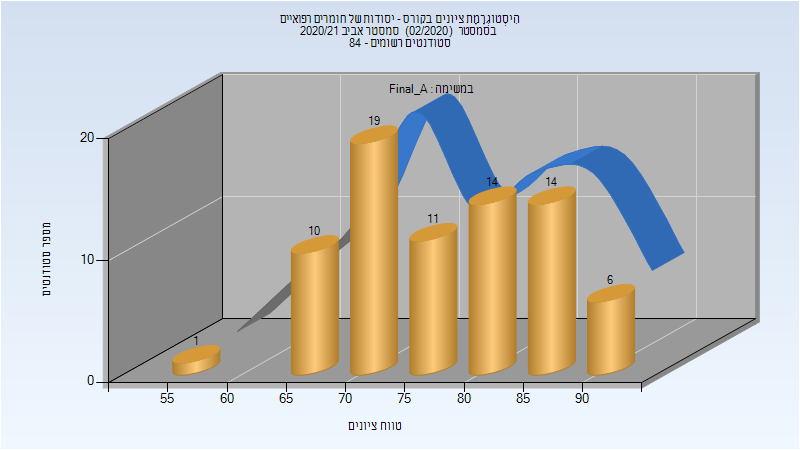 הִיסְטוֹגְרָמַת ציונים בקורס - יסודות של חומרים רפואיים
בסמסטר (02/2020) סמסטר אביב 2020/21
סטודנטים רשומים - 84
במשימה : Final_A
19
14
14
11
10
6
1
20
10
0
מספר סטודנטים
55 60 65 70 75 80 85 90
טווח ציונים